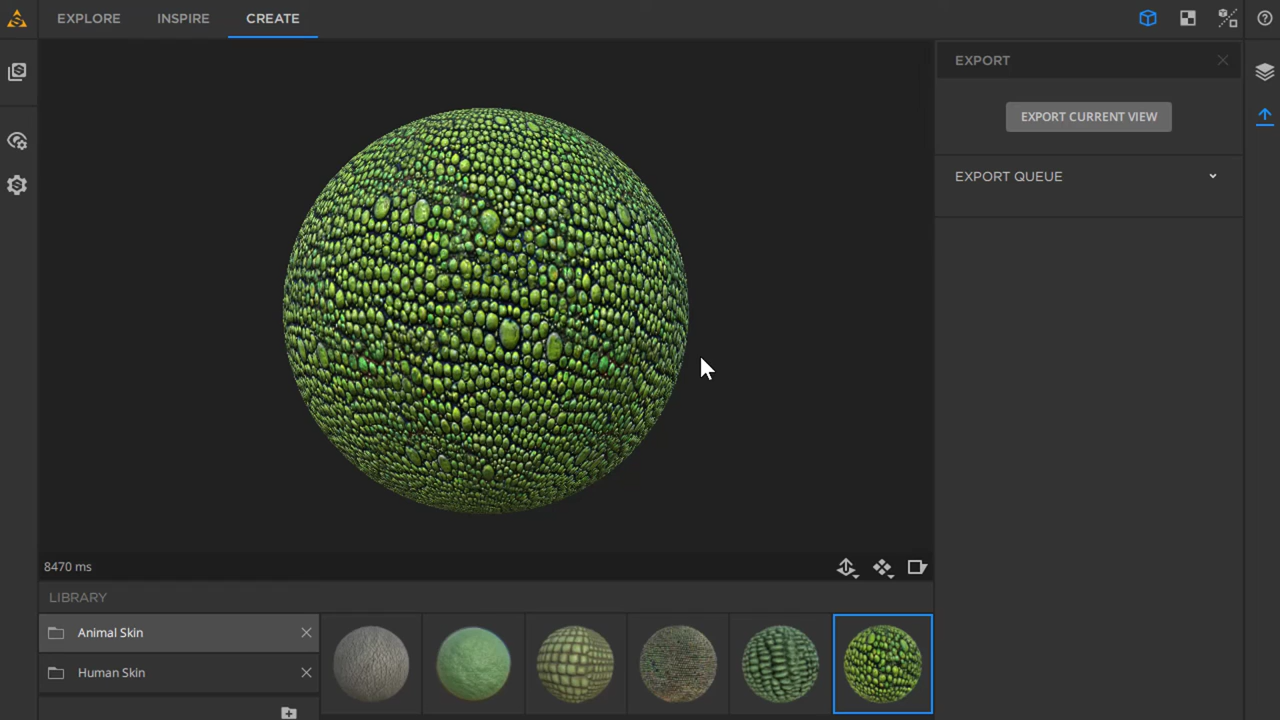 EXPLORE INSPIRE CREATE
EXPORT
EXPORT CURRENT VIEW
EXPORT QUEUE
8470 ms
LIBRARY
Animal Skin
Human Skin